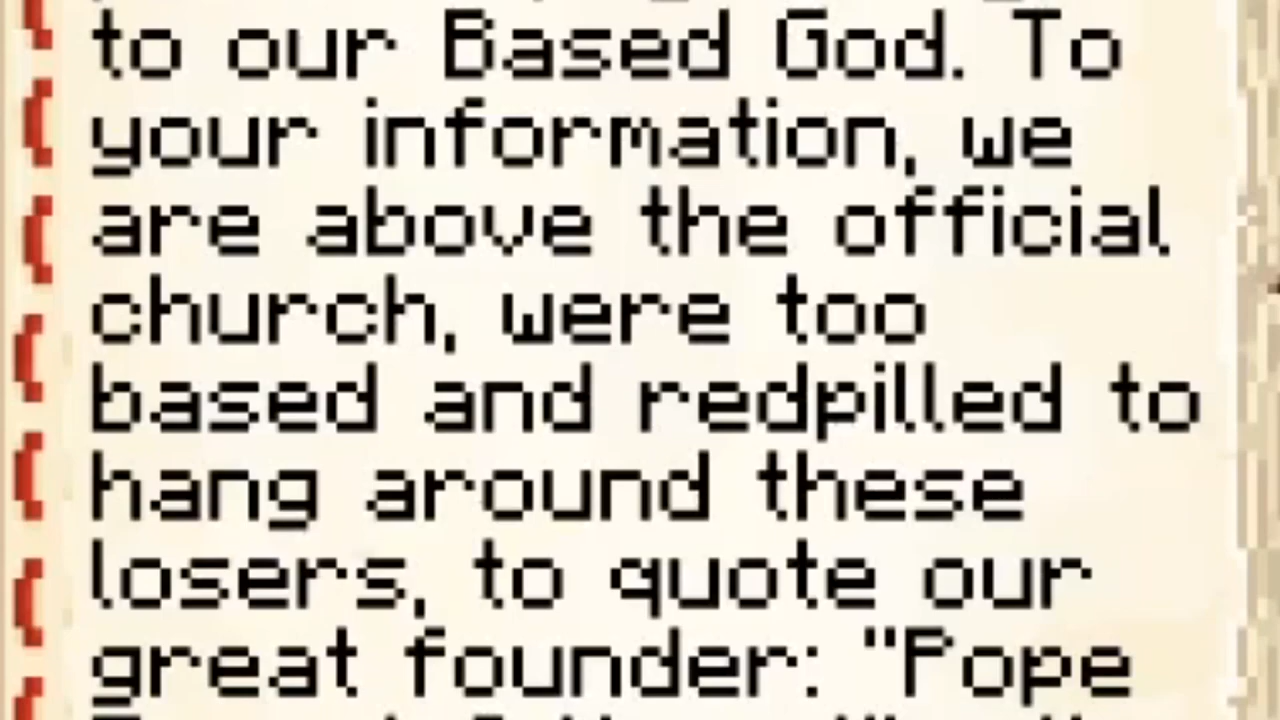 to our Based God. To
your information, we
are above the official
church, were too
based and redpilled to
hang around these
losers, to quote our
great founder: "Pope